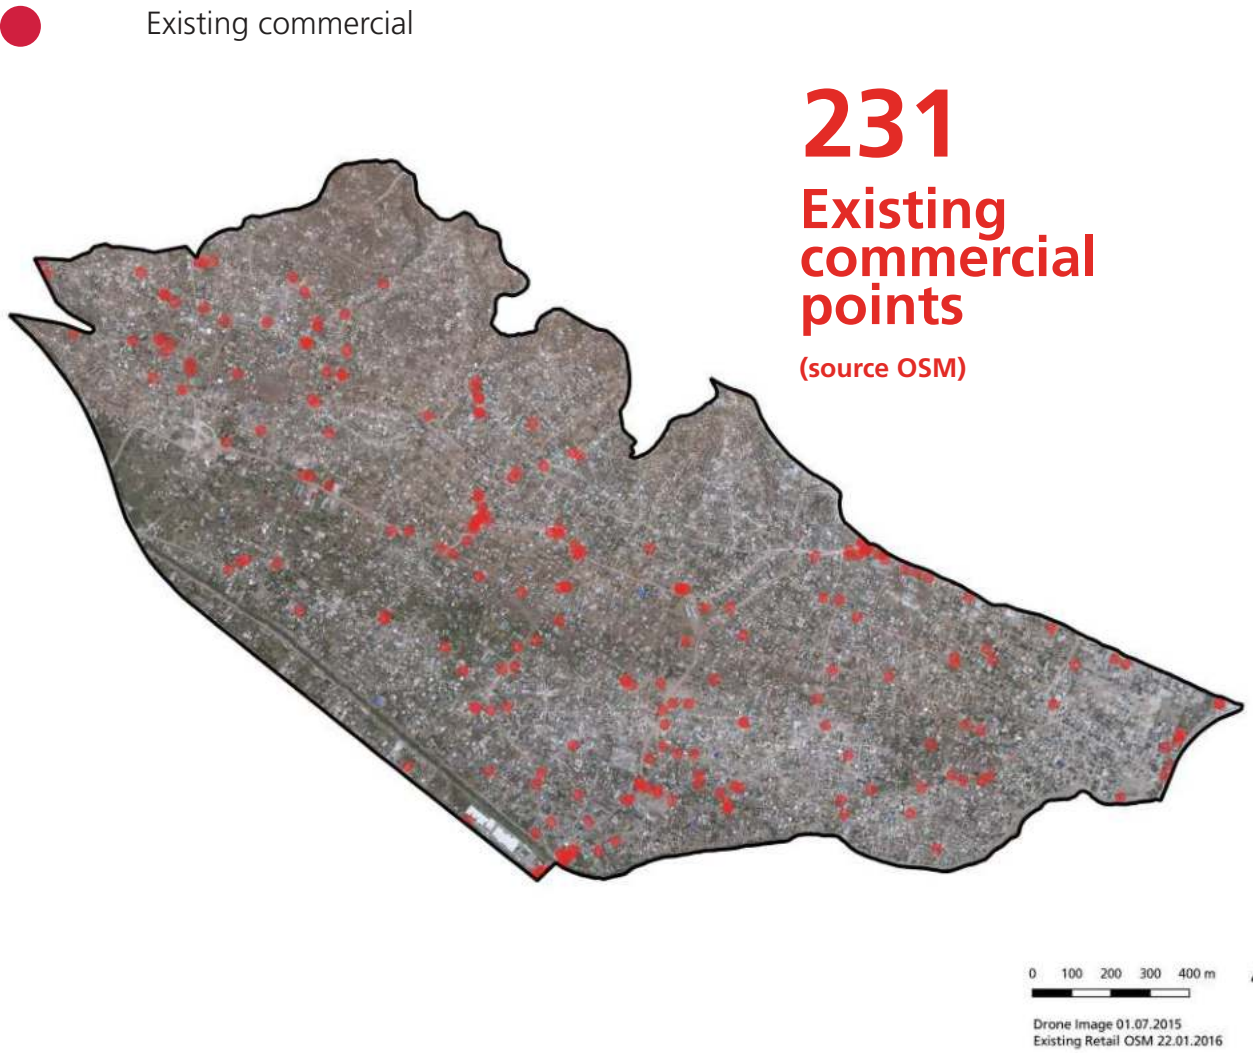 Existing commercial
231
Existing
commercial
points
(source OSM)
0 100 200 300 400 m
Drone Image 01.07.2015
Existing Retail OSM 22.01.2016